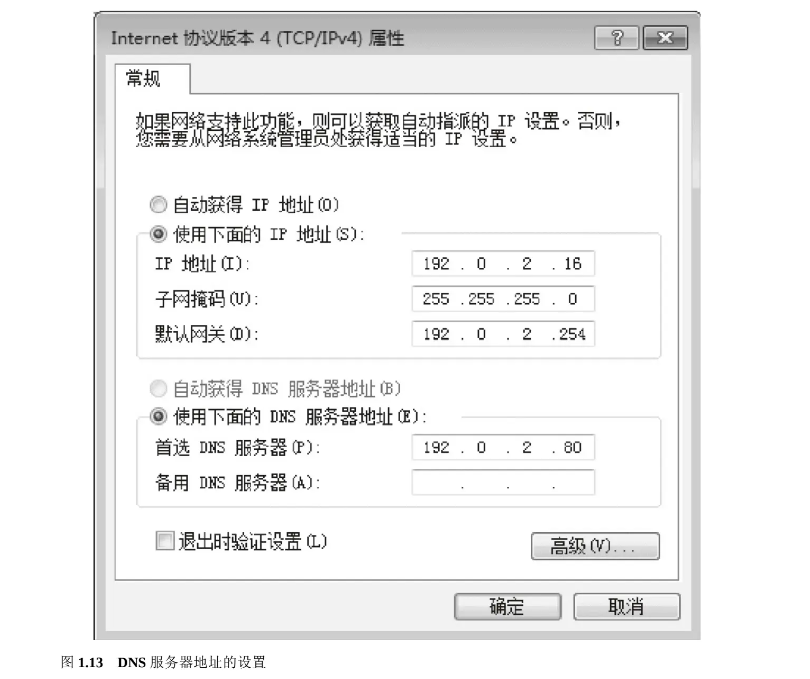 Internet 协议版本 4 (TCP/IPv4) 属性
常规
如果网络支持此功能，则可以获取自动指派的 IP 设置。否则，
您需要从网络系统管理员处获得适当的 IP 设置。
自动获得 IP 地址(O)
使用下面的 IP 地址(S):
IP 地址(I): 192 . 0 . 2 . 16
子网掩码(U): 255 .255 .255 . 0
默认网关(D): 192 . 0 . 2 .254
自动获得 DNS 服务器地址(B)
使用下面的 DNS 服务器地址(E):
首选 DNS 服务器(P): 192 . 0 . 2 . 80
备用 DNS 服务器(A): . . .
退出时验证设置(L)
高级(V)...
确定 取消
图 1.13 DNS 服务器地址的设置